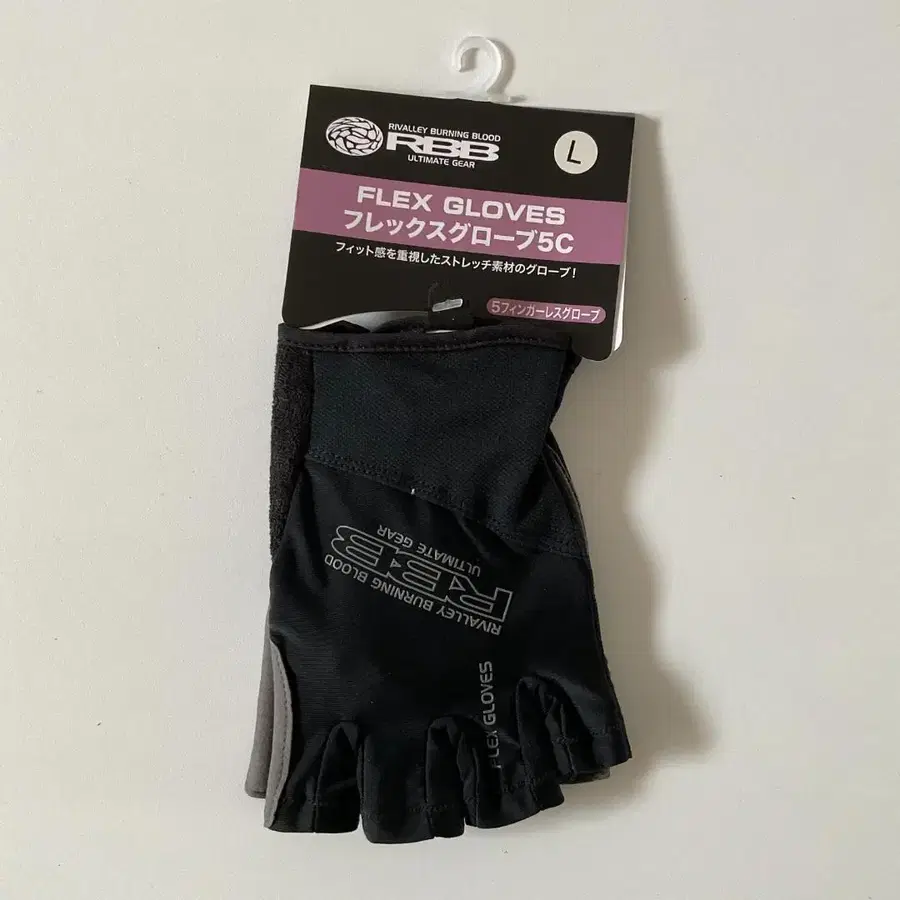 RIVALLEY BURNING BLOOD
RBB
ULTIMATE GEAR
L
FLEX GLOVES
フレックスグローブ5C
フィット感を重視したストレッチ素材のグローブ！
5フィンガーレスグローブ
RIVALLEY BURNING BLOOD
RBB
ULTIMATE GEAR
FLEX GLOVES